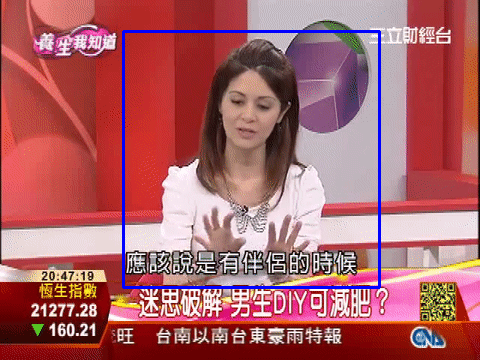 養生我知道
三立財經台
應該說是有伴侶的時候
20:47:19
恆生指數
21277.28
▼160.21
迷思破解 男生DIY可減肥？
旺 台南以南台東豪雨特報
CNA